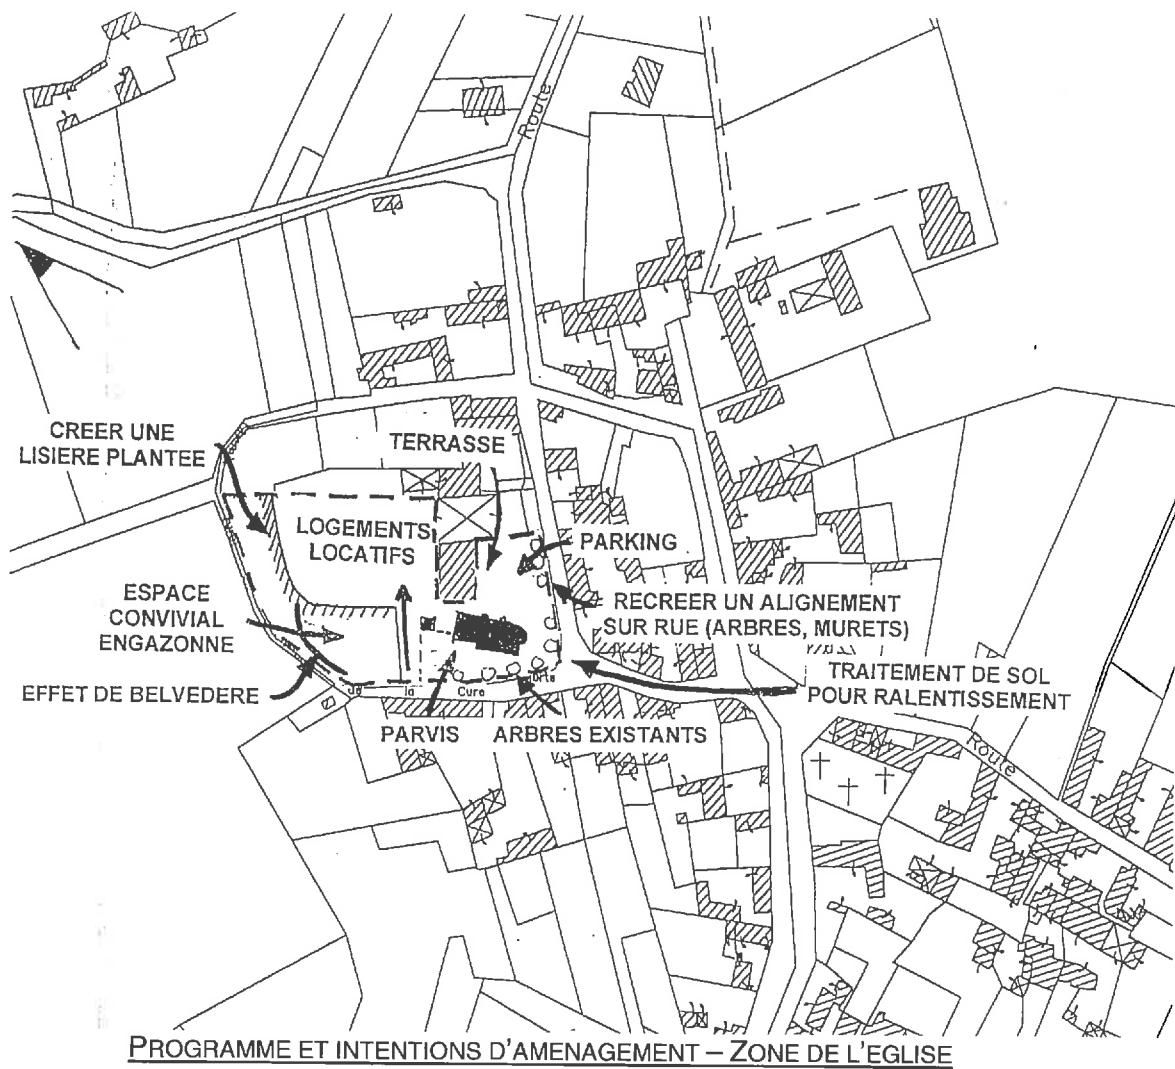 Route
CREER UNE
LISIERE PLANTEE
TERRASSE
LOGEMENTS
LOCATIFS
PARKING
ESPACE
CONVIVIAL
ENGAZONNE
RECREER UN ALIGNEMENT
SUR RUE (ARBRES, MURETS)
EFFET DE BELVEDERE
TRAITEMENT DE SOL
POUR RALENTISSEMENT
de la Cure
PARVIS
ARBRES EXISTANTS
Route
PROGRAMME ET INTENTIONS D'AMENAGEMENT – ZONE DE L'EGLISE